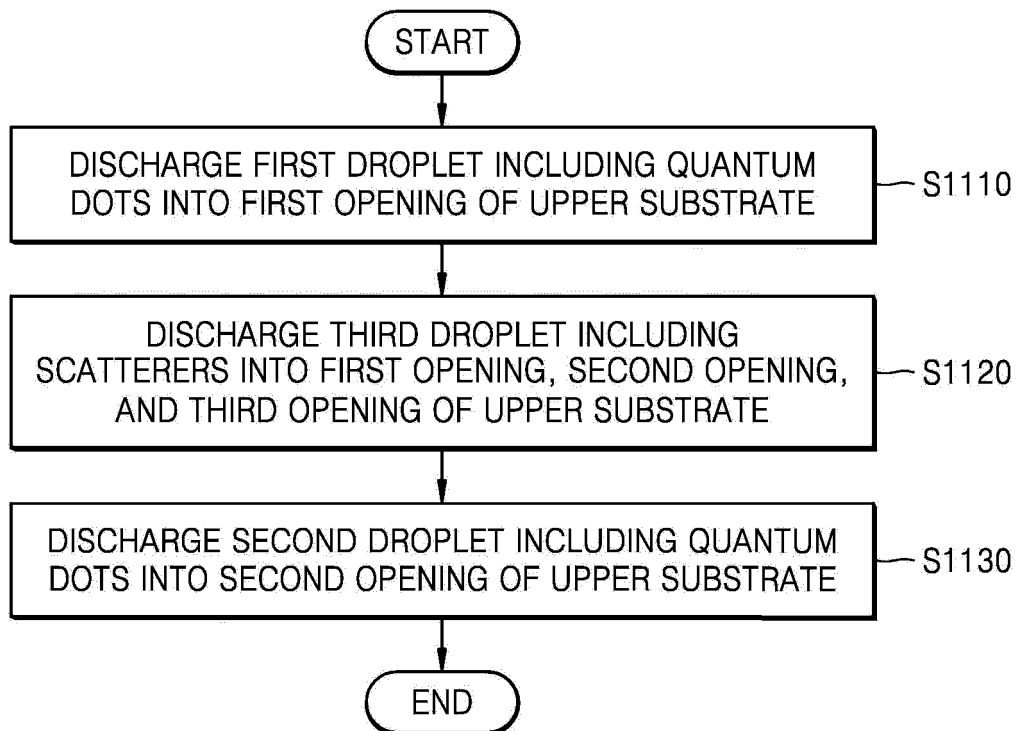 START
DISCHARGE FIRST DROPLET INCLUDING QUANTUM
DOTS INTO FIRST OPENING OF UPPER SUBSTRATE
S1110
DISCHARGE THIRD DROPLET INCLUDING
SCATTERERS INTO FIRST OPENING, SECOND OPENING,
AND THIRD OPENING OF UPPER SUBSTRATE
S1120
DISCHARGE SECOND DROPLET INCLUDING QUANTUM
DOTS INTO SECOND OPENING OF UPPER SUBSTRATE
S1130
END